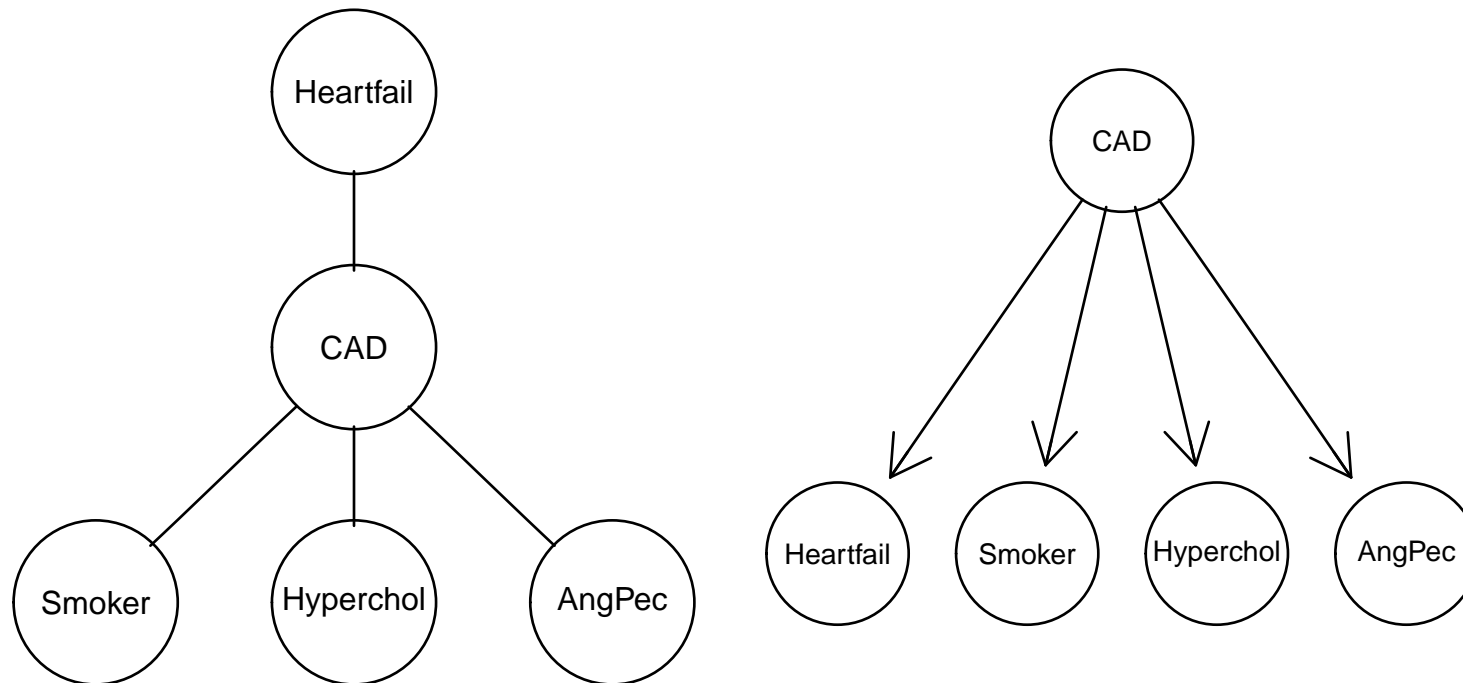 Heartfail
CAD
Smoker
Hyperchol
AngPec
CAD
Heartfail
Smoker
Hyperchol
AngPec